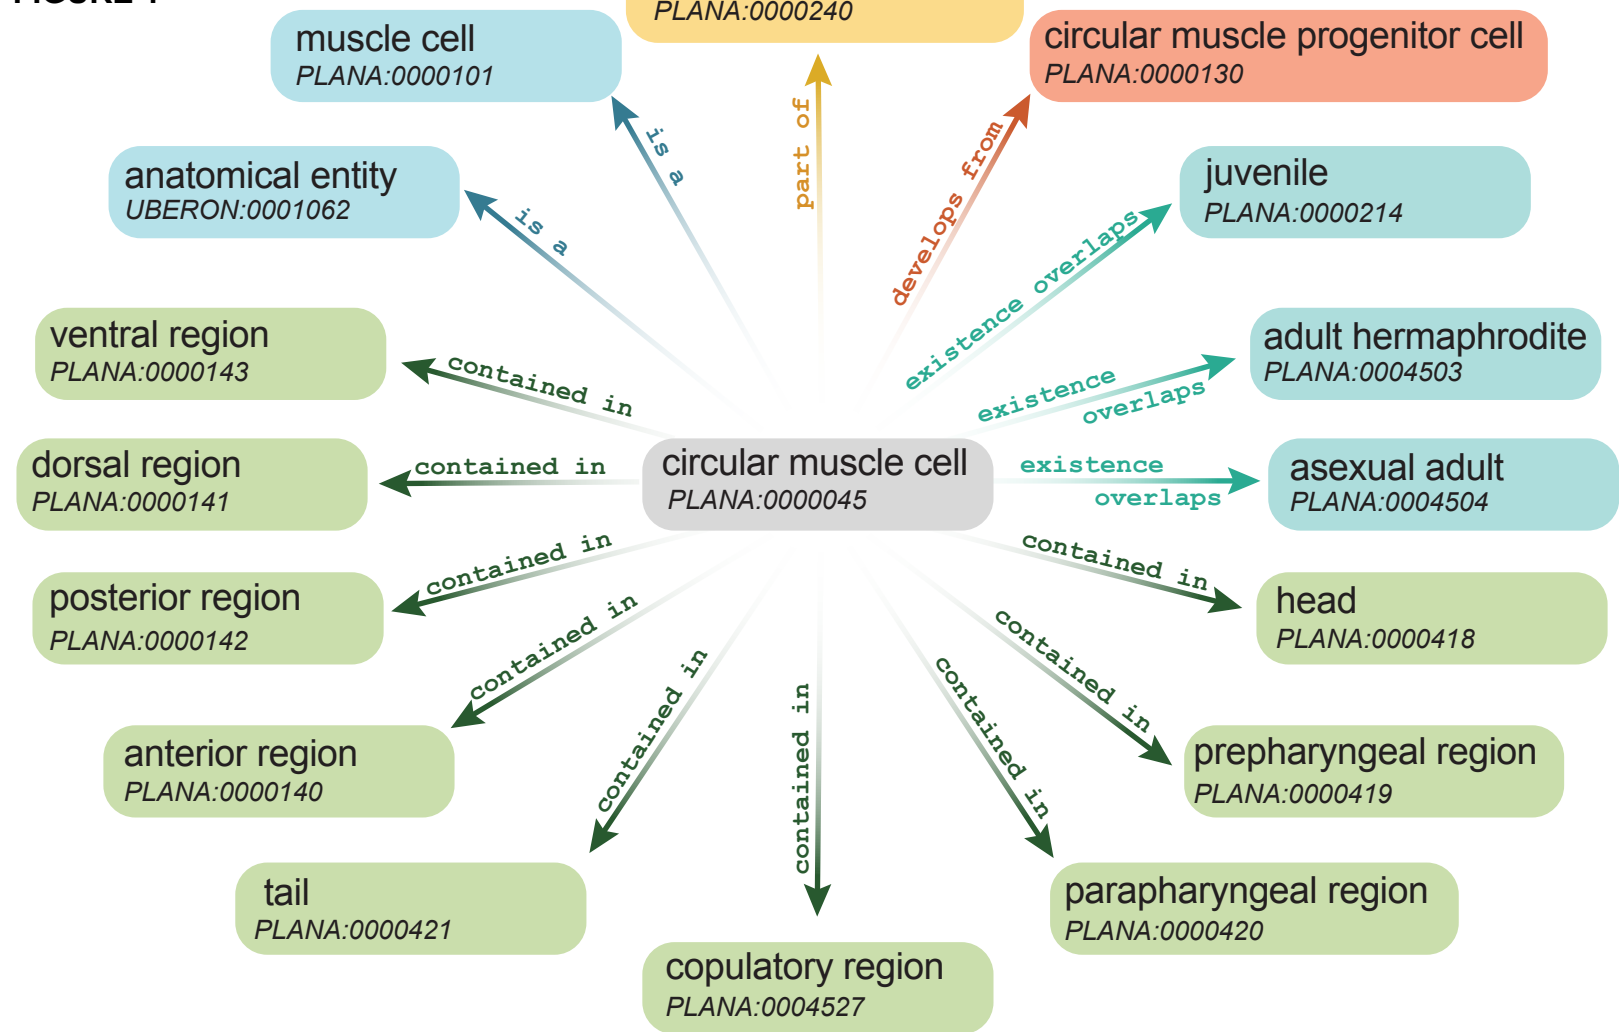 PLANA:0000240
muscle cell
PLANA:0000101
circular muscle progenitor cell
PLANA:0000130
part of
is a
develops from
anatomical entity
UBERON:0001062
is a
juvenile
PLANA:0000214
existence overlaps
ventral region
PLANA:0000143
contained in
adult hermaphrodite
PLANA:0004503
existence
overlaps
dorsal region
PLANA:0000141
contained in
circular muscle cell
PLANA:0000045
existence
overlaps
asexual adult
PLANA:0004504
posterior region
PLANA:0000142
contained in
contained in
head
PLANA:0000418
anterior region
PLANA:0000140
contained in
contained in
prepharyngeal region
PLANA:0000419
tail
PLANA:0000421
contained in
contained in
copulatory region
PLANA:0004527
contained in
parapharyngeal region
PLANA:0000420